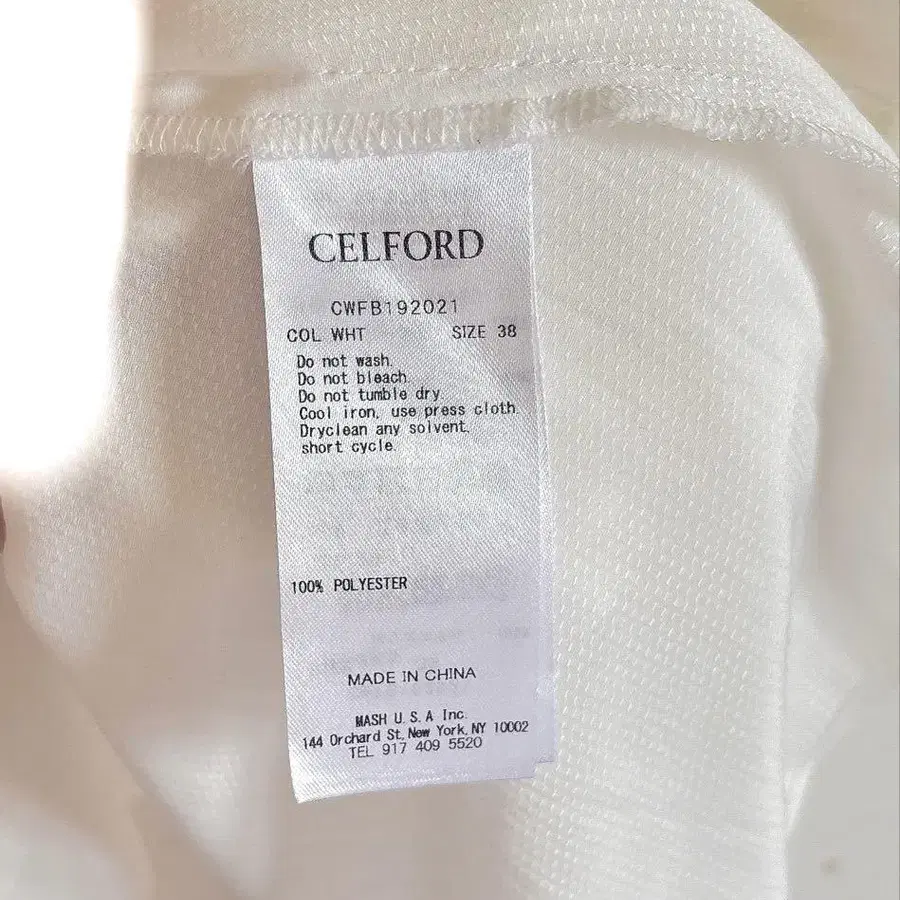 CELFORD
CWFB192021
COL WHT SIZE 38
Do not wash.
Do not bleach.
Do not tumble dry.
Cool iron, use press cloth.
Dryclean any solvent,
short cycle.
100% POLYESTER
MADE IN CHINA
MASH U.S.A Inc.
144 Orchard St, New York, NY 10002
TEL 917 409 5520